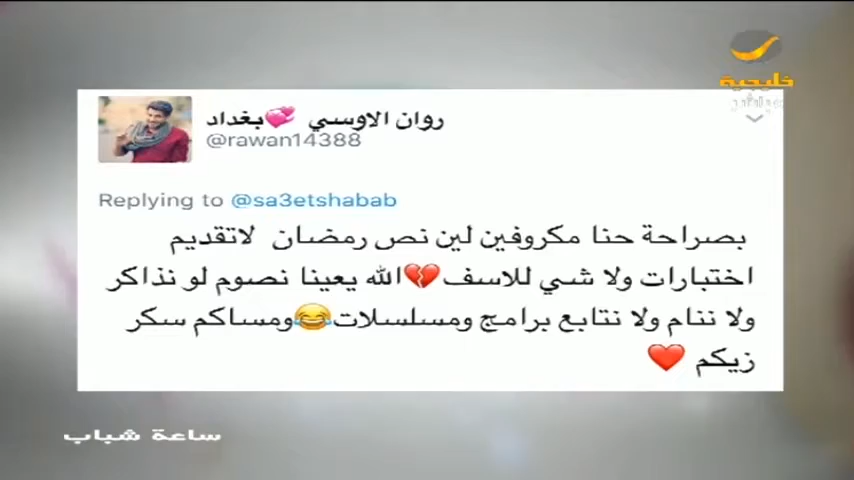 خليجية
مباشر
روان الاوسي 💞بغداد
@rawan14388
Replying to @sa3etshabab
بصراحة حنا مكروفين لين نص رمضان لاتقديم
اختبارات ولا شي للاسف💔الله يعينا نصوم لو نذاكر
ولا ننام ولا نتابع برامج ومسلسلات😂ومساكم سكر
زيكم ❤️
ساعة شباب